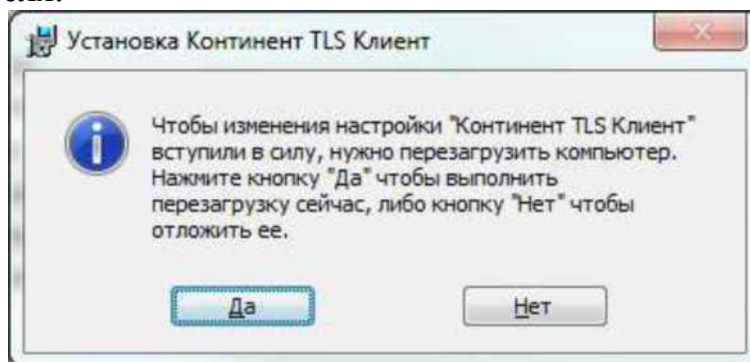 Установка Континент TLS Клиент
Чтобы изменения настройки "Континент TLS Клиент"
вступили в силу, нужно перезагрузить компьютер.
Нажмите кнопку "Да" чтобы выполнить
перезагрузку сейчас, либо кнопку "Нет" чтобы
отложить ее.
Да
Нет